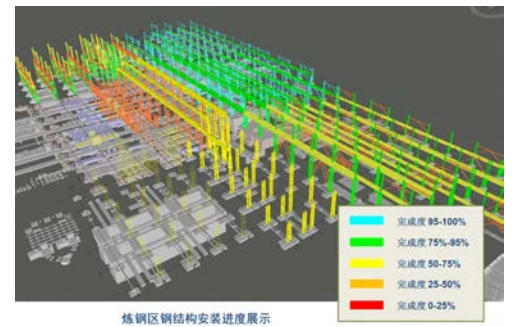 完成度 95-100%
完成度 75%-95%
完成度 50-75%
完成度 25-50%
完成度 0-25%
炼钢区钢结构安装进度展示